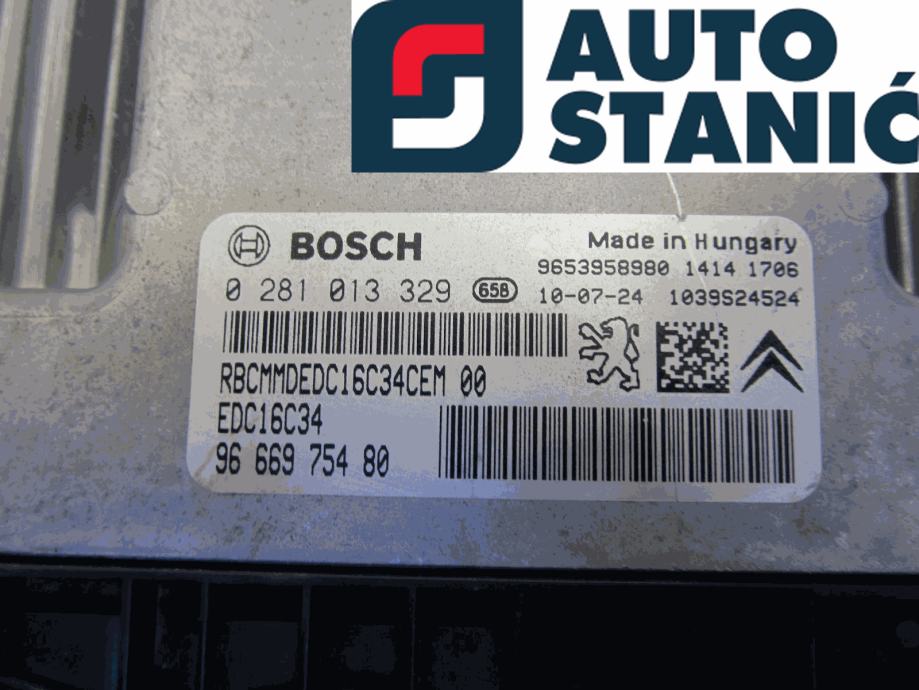 AUTO
STANIĆ
BOSCH
Made in Hungary
9653958980 1414 1706
0 281 013 329 65B 10-07-24 1039S24524
RBCMMDEDC16C34CEM 00
EDC16C34
96 669 754 80